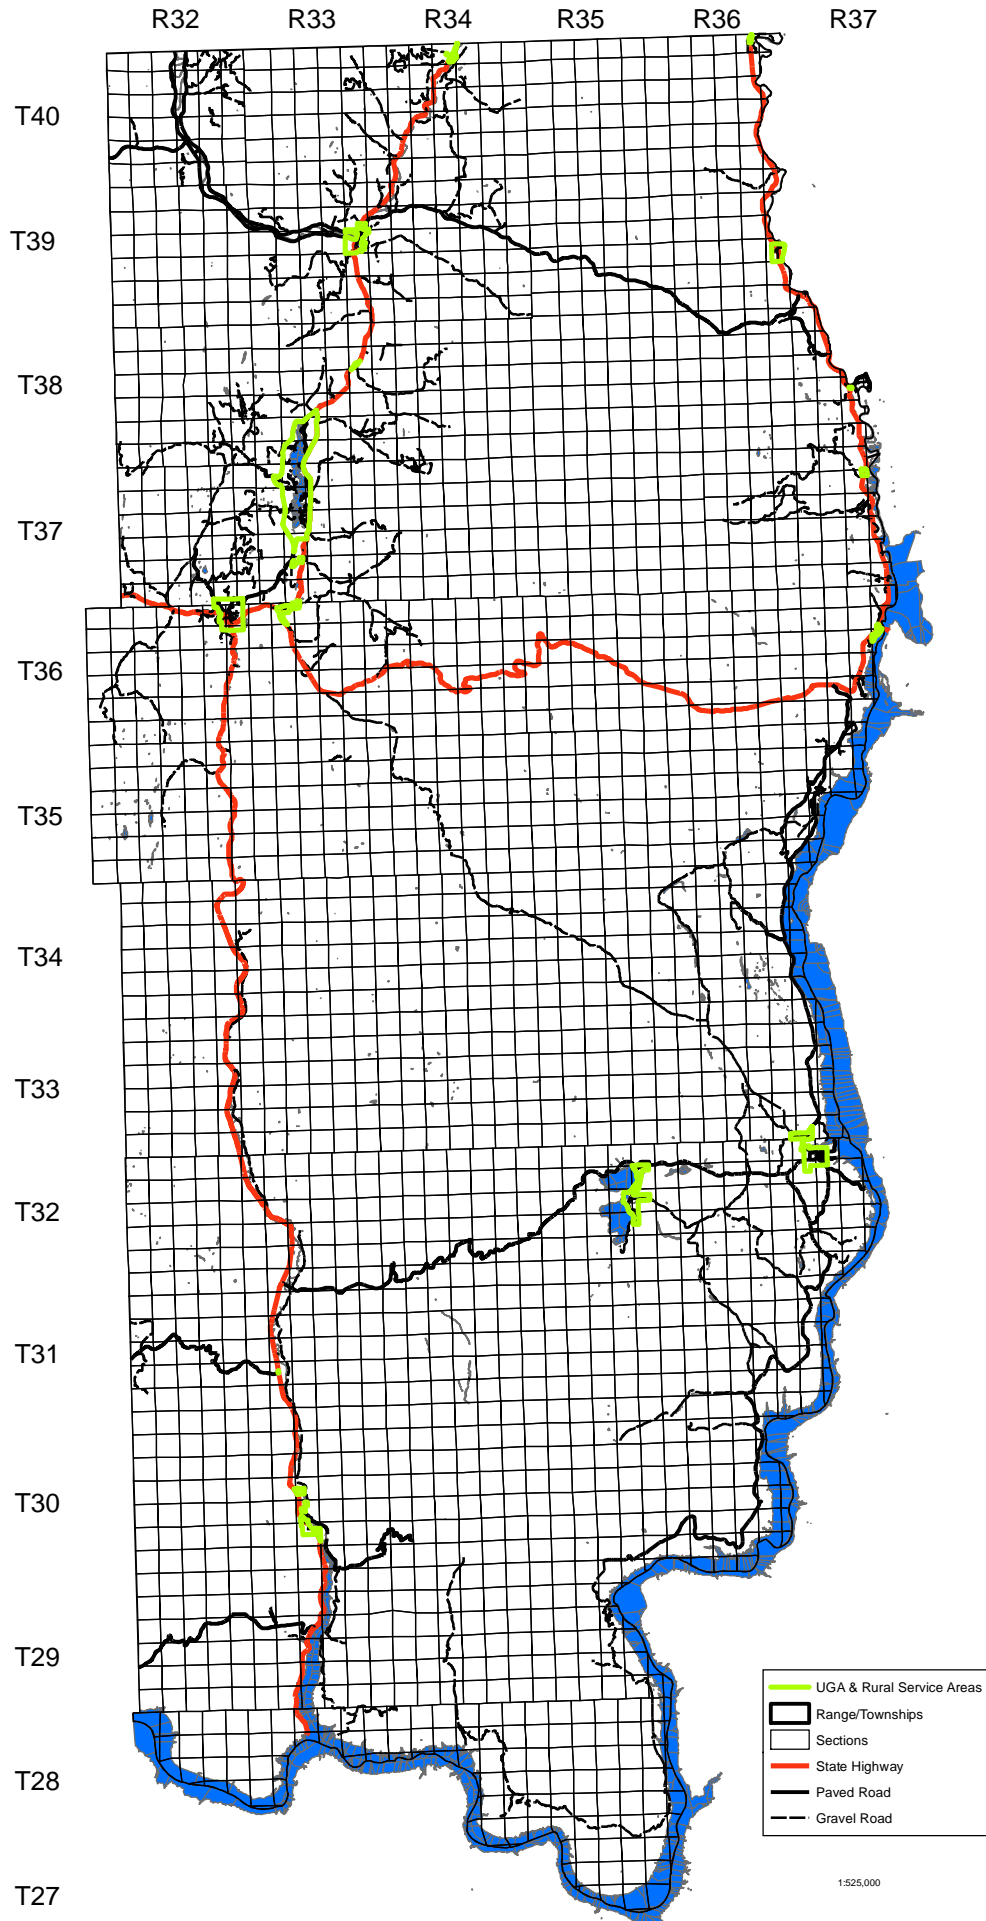 R32 R33 R34 R35 R36 R37
T40
T39
T38
T37
T36
T35
T34
T33
T32
T31
T30
T29
T28
T27
UGA & Rural Service Areas
Range/Townships
Sections
State Highway
Paved Road
Gravel Road
1:525,000